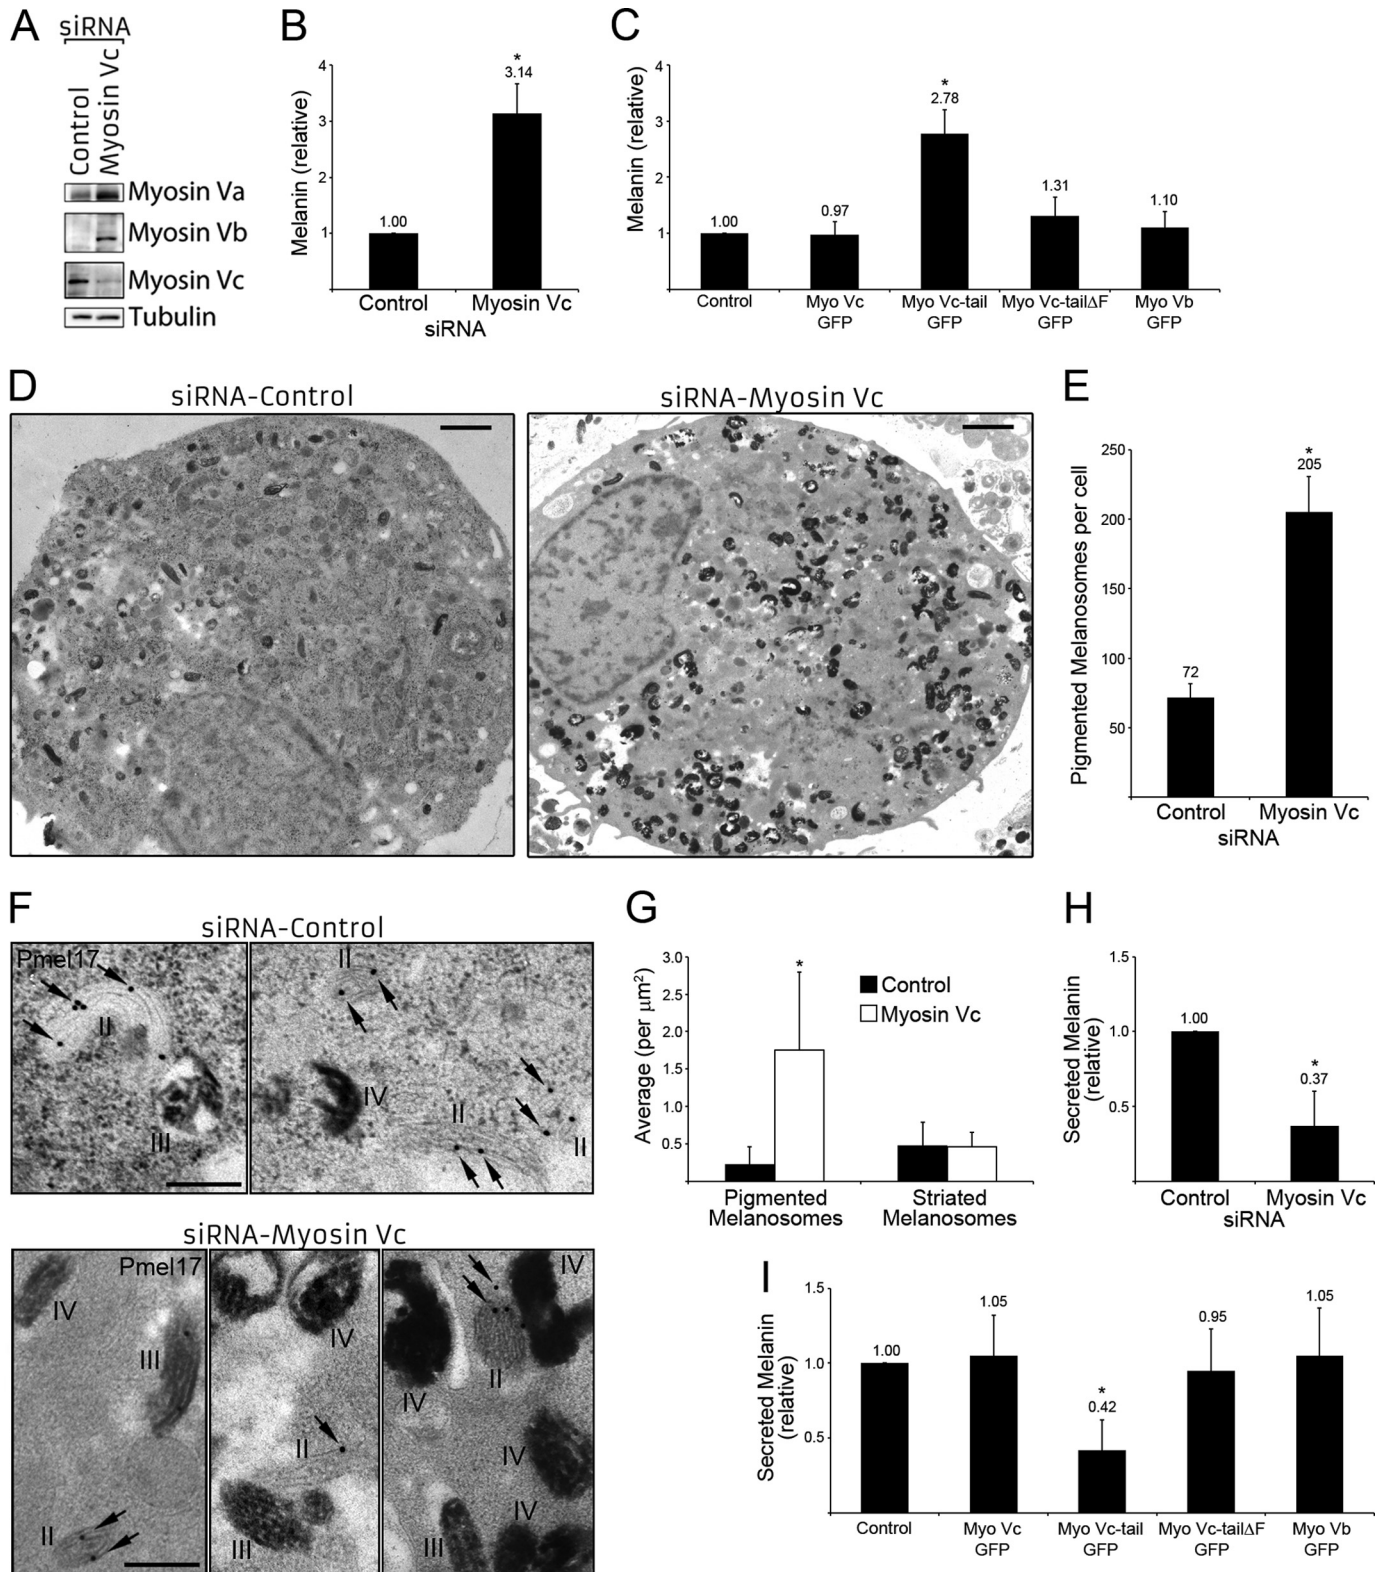 A
siRNA
Control
Myosin Vc
Myosin Va
Myosin Vb
Myosin Vc
Tubulin
B
Melanin (relative)
4
3
2
1
1.00
*
3.14
Control
Myosin Vc
siRNA
C
Melanin (relative)
4
3
2
1
1.00
0.97
*
2.78
1.31
1.10
Control
Myo Vc
GFP
Myo Vc-tail
GFP
Myo Vc-tailΔF
GFP
Myo Vb
GFP
D
siRNA-Control
siRNA-Myosin Vc
E
Pigmented Melanosomes per cell
250
200
150
100
50
72
*
205
Control
Myosin Vc
siRNA
F
siRNA-Control
Pmel17
II
III
II
IV
II
II
siRNA-Myosin Vc
Pmel17
IV
III
II
IV
II
III
IV
II
IV
IV
IV
III
G
Average (per μm²)
3.0
2.5
2.0
1.5
1.0
0.5
*
Control
Myosin Vc
Pigmented
Melanosomes
Striated
Melanosomes
H
Secreted Melanin
(relative)
1.5
1.0
0.5
1.00
*
0.37
Control
Myosin Vc
siRNA
I
Secreted Melanin
(relative)
1.5
1.0
0.5
1.00
1.05
*
0.42
0.95
1.05
Control
Myo Vc
GFP
Myo Vc-tail
GFP
Myo Vc-tailΔF
GFP
Myo Vb
GFP